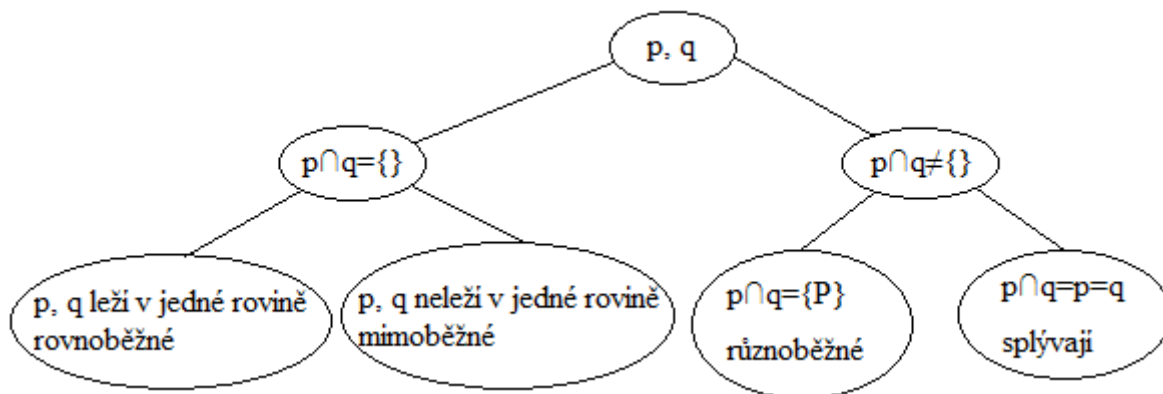 p, q
p∩q={}
p∩q≠{}
p, q leží v jedné rovině
rovnoběžné
p, q neleží v jedné rovině
mimoběžné
p∩q={P}
různoběžné
p∩q=p=q
splývají